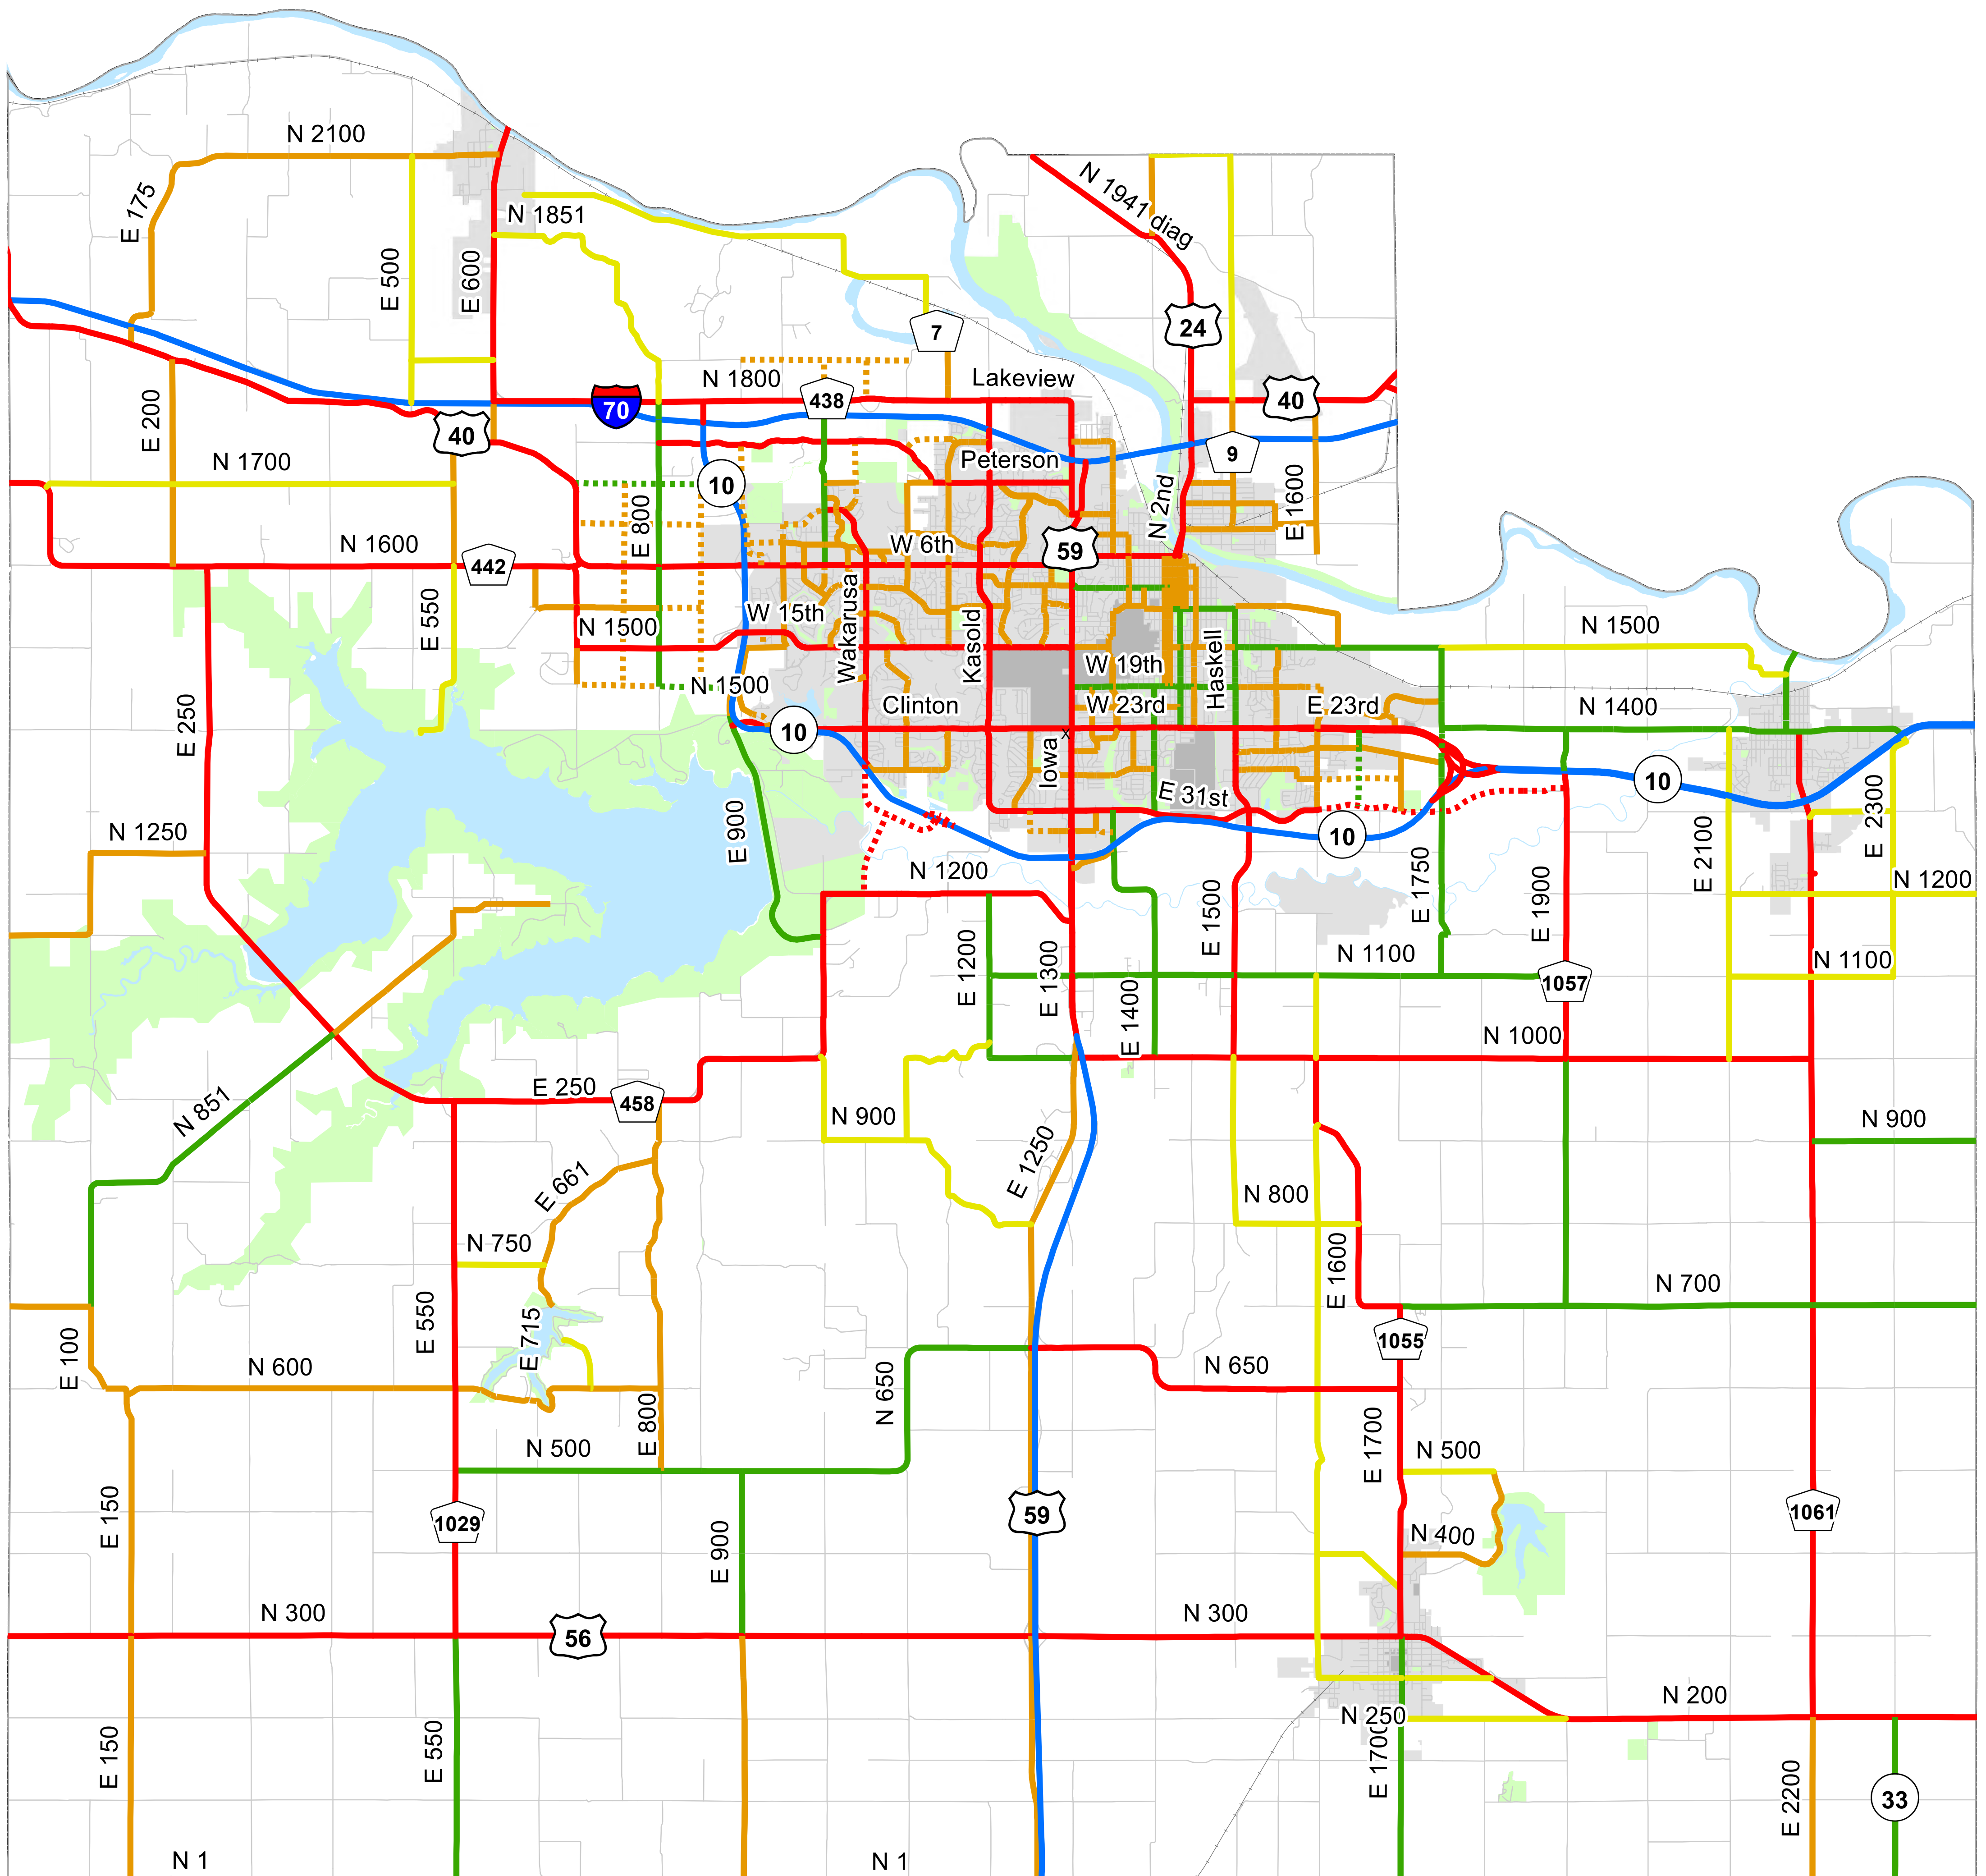 N 2100
E 175
N 1851
N 1941 diag
E 500
E 600
7
24
N 1800
438
Lakeview
70
40
40
E 200
9
N 1700
10
Peterson
E 1600
N 2nd
E 800
N 1600
442
W 6th
59
E 550
W 15th
Wakarusa
N 1500
Kasold
Haskell
N 1500
W 19th
N 1500
E 250
Clinton
W 23rd
E 23rd
N 1400
10
x
Iowa
10
E 31st
E 900
10
N 1250
E 2300
E 2100
N 1200
E 1750
N 1200
E 1900
E 1500
E 1200
E 1300
N 1100
N 1100
1057
E 1400
N 1000
N 851
E 250
458
N 900
N 900
E 1250
E 661
N 800
N 750
E 1600
N 700
E 550
E 715
1055
E 100
N 600
N 650
N 650
E 800
E 1700
N 500
N 500
E 150
1029
59
1061
E 900
N 400
N 300
56
N 300
N 200
N 250
E 150
E 550
E 1700
E 2200
33
N 1
N 1